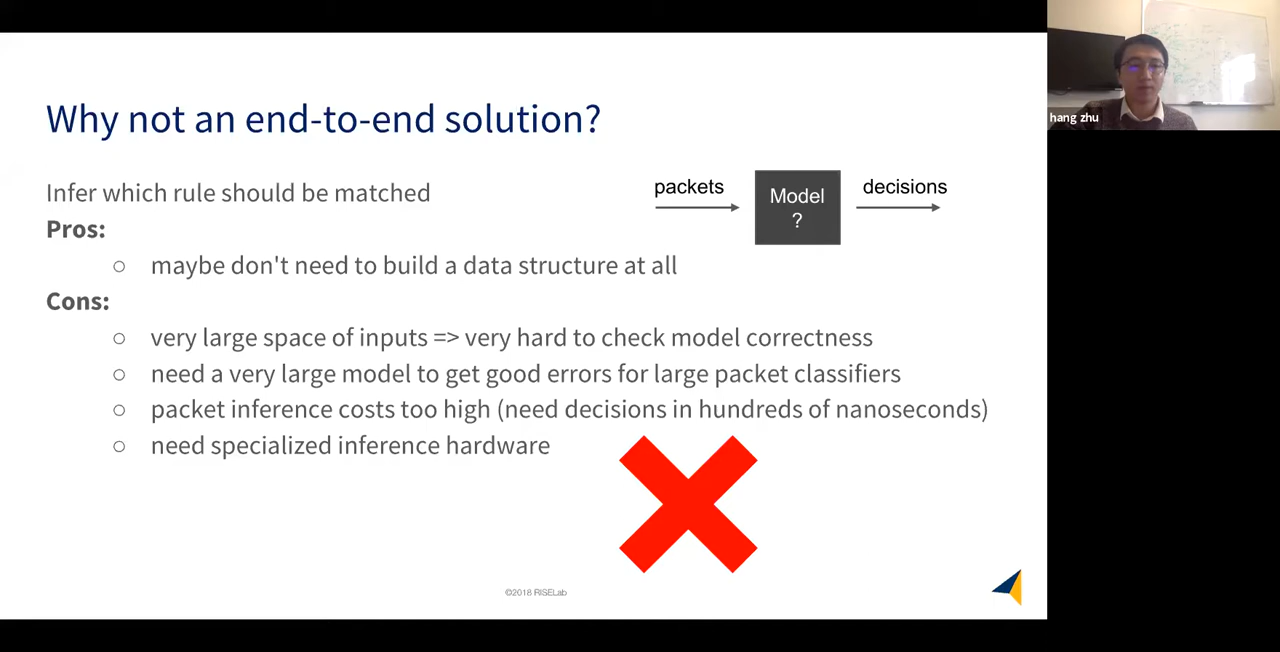 Why not an end-to-end solution?
Infer which rule should be matched
packets
Model
?
decisions
Pros:
○ maybe don't need to build a data structure at all
Cons:
○ very large space of inputs => very hard to check model correctness
○ need a very large model to get good errors for large packet classifiers
○ packet inference costs too high (need decisions in hundreds of nanoseconds)
○ need specialized inference hardware
©2018 RISELab
hang zhu